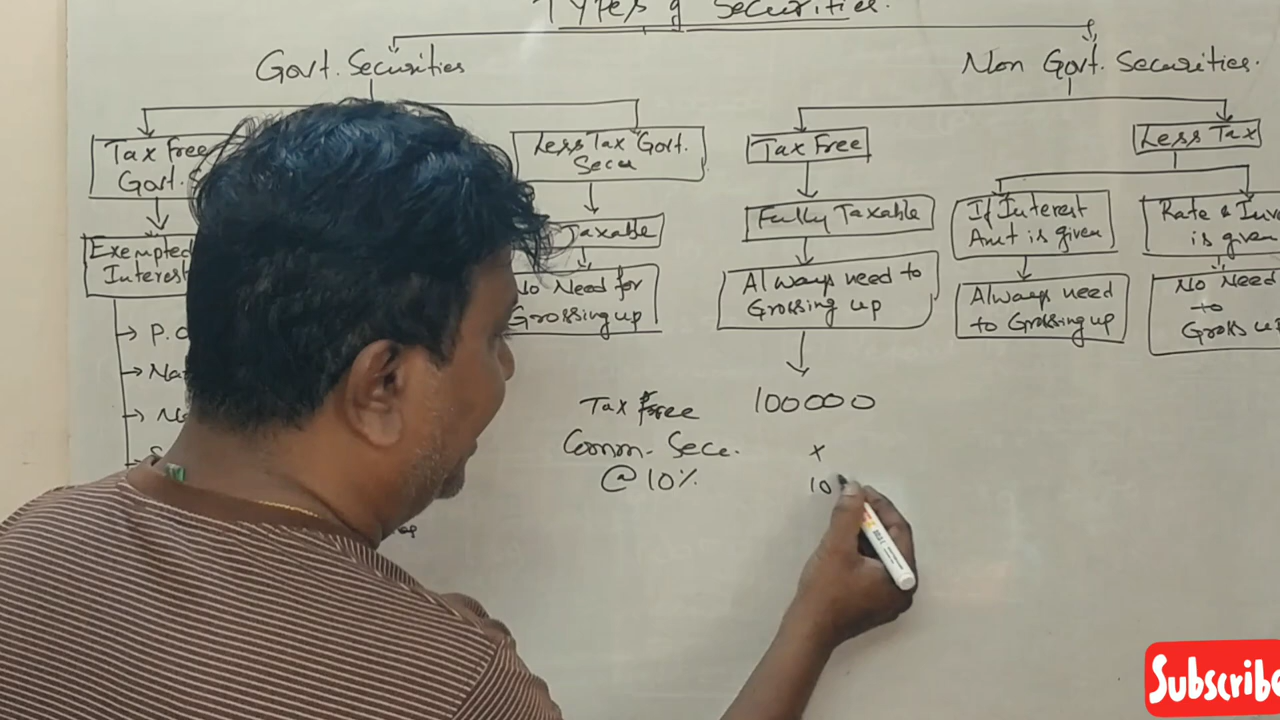 Types of Securities.
Govt. Securities
Non Govt. Securities.
Tax Free
Govt.
Less Tax Govt.
Secu
Tax Free
Less Tax
Exempted
Interest
Taxable
Fully Taxable
If Interest
Amt is given
Rate &
is given
No Need for
Grossing up
Always need to
Grossing up
Always need
to Grossing up
No Need
to
Gross up
→ P.O
Tax Free
Comm. Secu.
@ 10%
100000
x
10
Subscribe